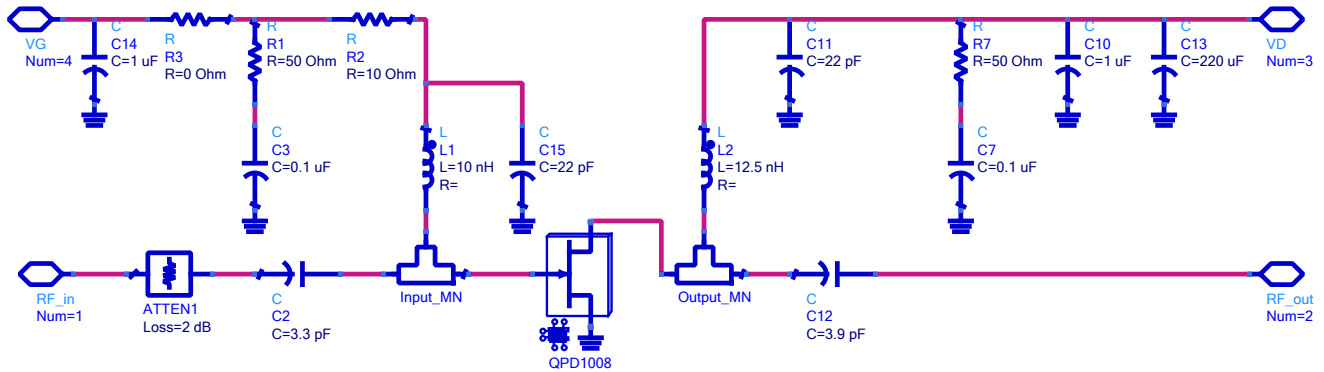 VG
Num=4
C
C14
C=1 uF
R
R3
R=0 Ohm
R
R1
R=50 Ohm
R
R2
R=10 Ohm
C
C11
C=22 pF
R
R7
R=50 Ohm
C
C10
C=1 uF
C
C13
C=220 uF
VD
Num=3
C
C3
C=0.1 uF
L
L1
L=10 nH
R=
C
C15
C=22 pF
L
L2
L=12.5 nH
R=
C
C7
C=0.1 uF
RF_in
Num=1
ATTEN1
Loss=2 dB
C
C2
C=3.3 pF
Input_MN
QPD1008
Output_MN
C
C12
C=3.9 pF
RF_out
Num=2